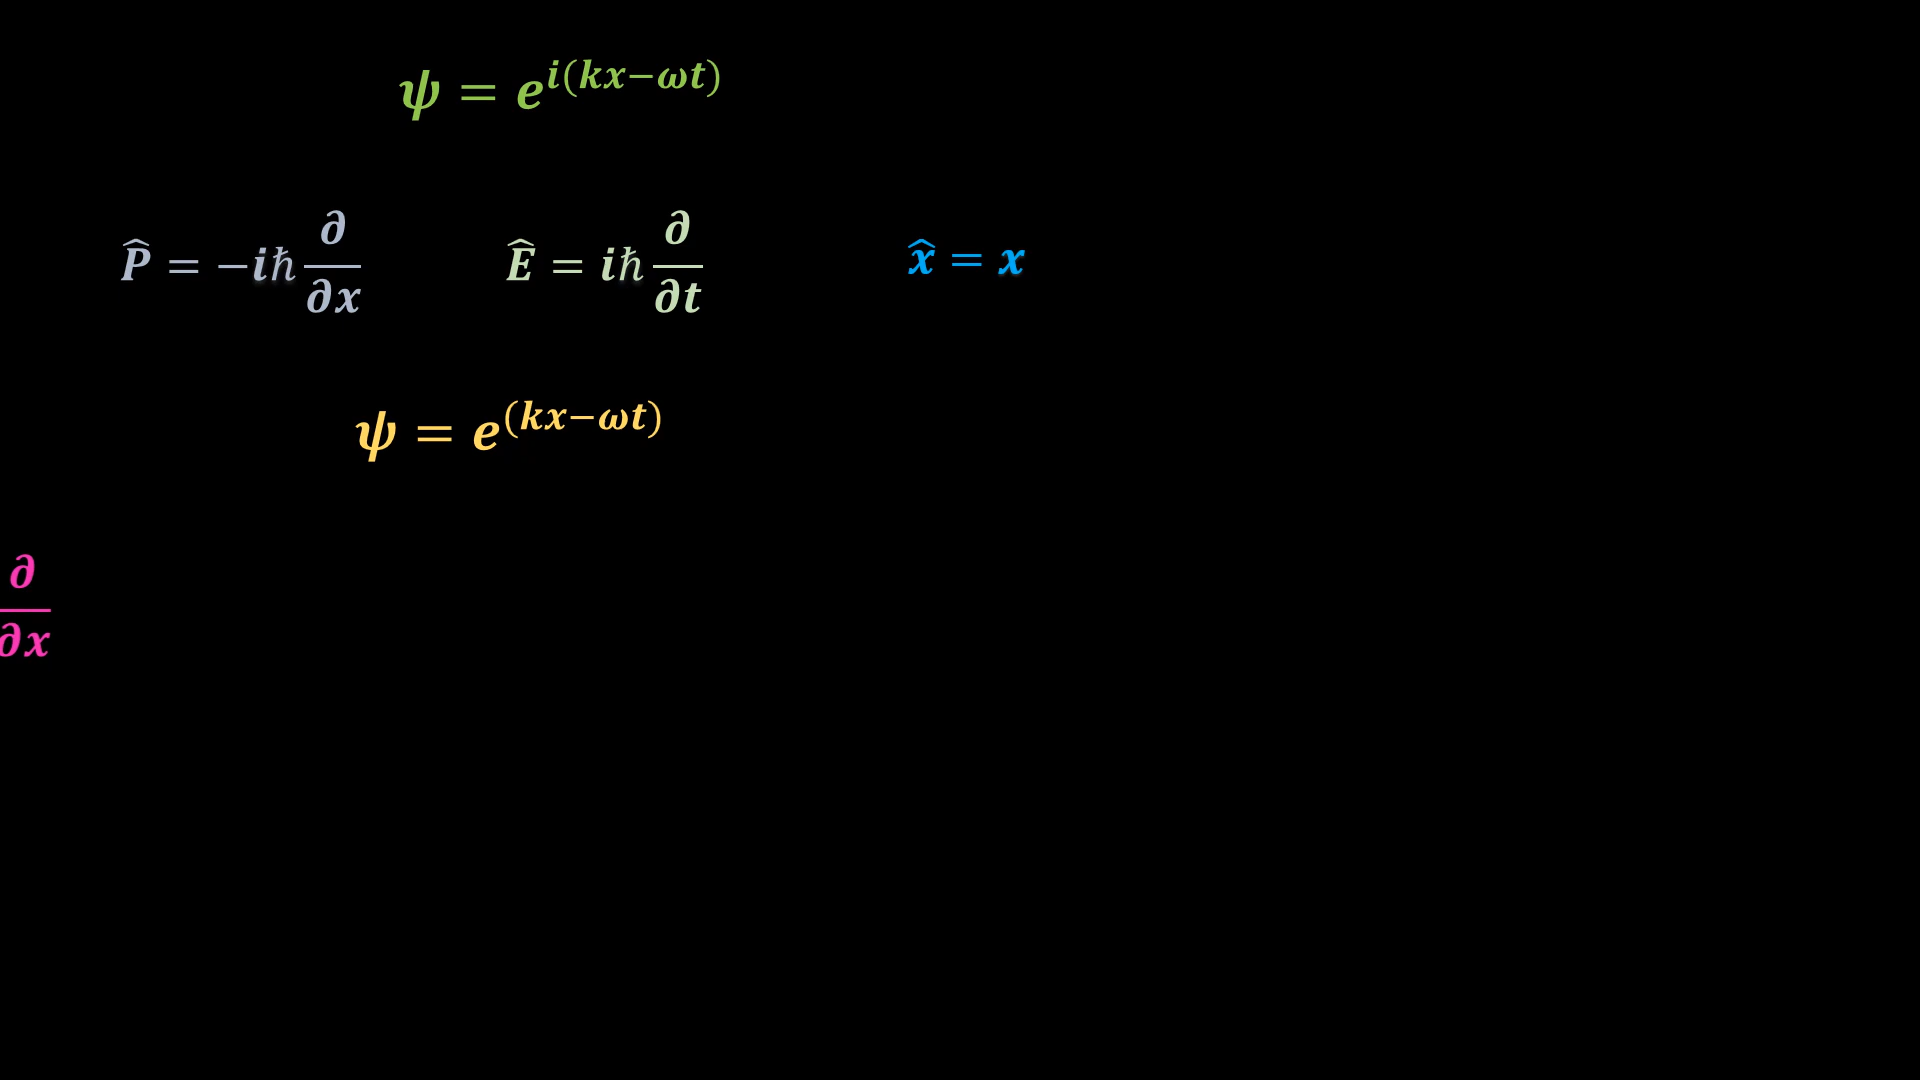 ψ = e^{i(kx−ωt)}
P̂ = −iℏ ∂/∂x    Ê = iℏ ∂/∂t    x̂ = x
ψ = e^{(kx−ωt)}
∂/∂x